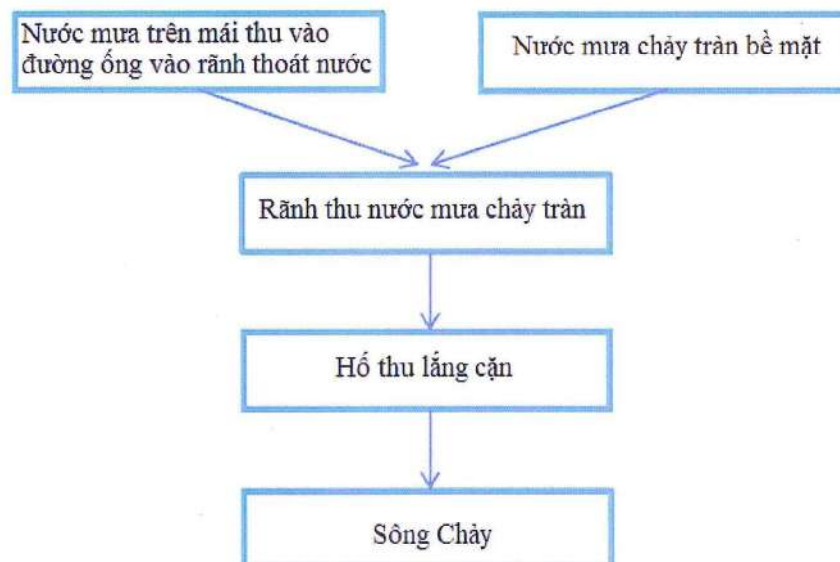 Nước mưa trên mái thu vào
đường ống vào rãnh thoát nước
Nước mưa chảy tràn bề mặt
Rãnh thu nước mưa chảy tràn
Hố thu lắng cặn
Sông Chảy